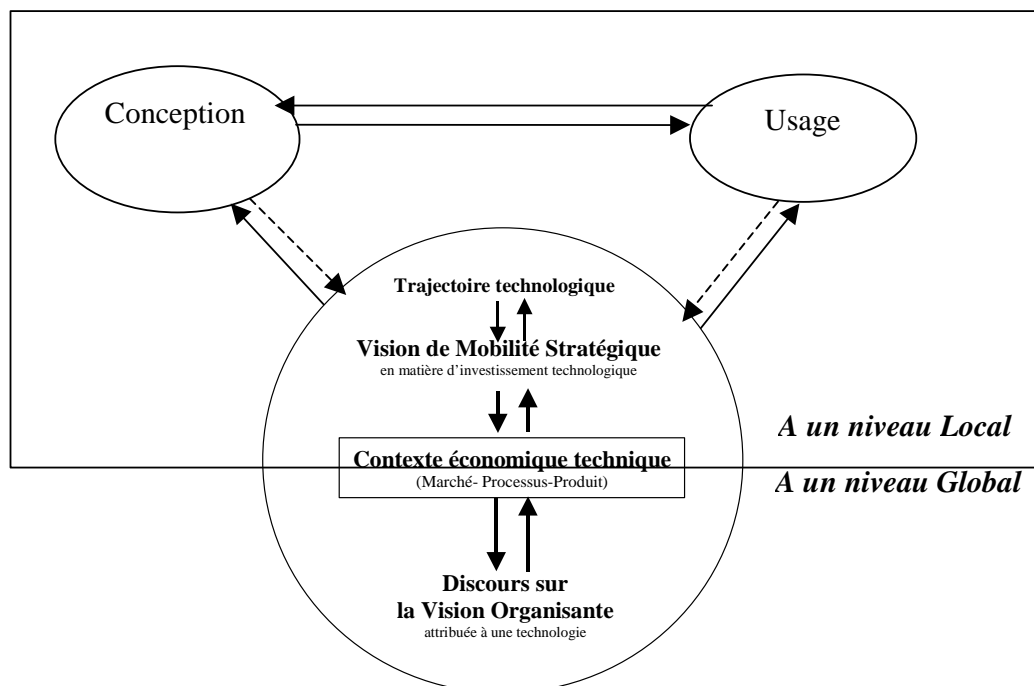 Conception
Usage
Trajectoire technologique
Vision de Mobilité Stratégique
en matière d'investissement technologique
A un niveau Local
Contexte économique technique
(Marché- Processus-Produit)
A un niveau Global
Discours sur
la Vision Organisante
attribuée à une technologie